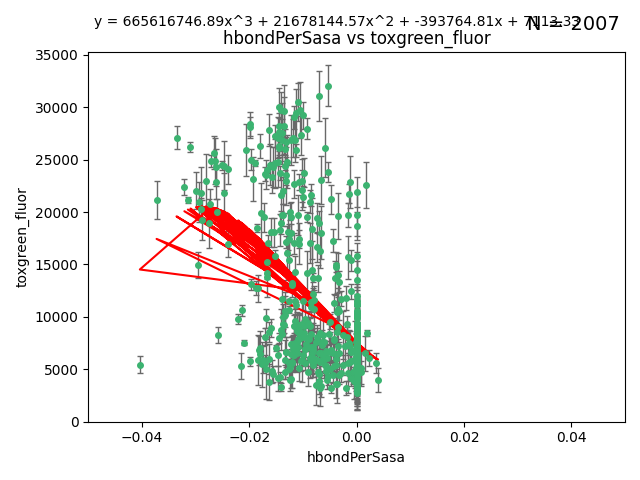 y = 665616746.89x^3 + 21678144.57x^2 + -393764.81x + 7113.33
N = 2007
hbondPerSasa vs toxgreen_fluor
35000
30000
25000
20000
15000
10000
5000
0
toxgreen_fluor
−0.04
−0.02
0.00
0.02
0.04
hbondPerSasa